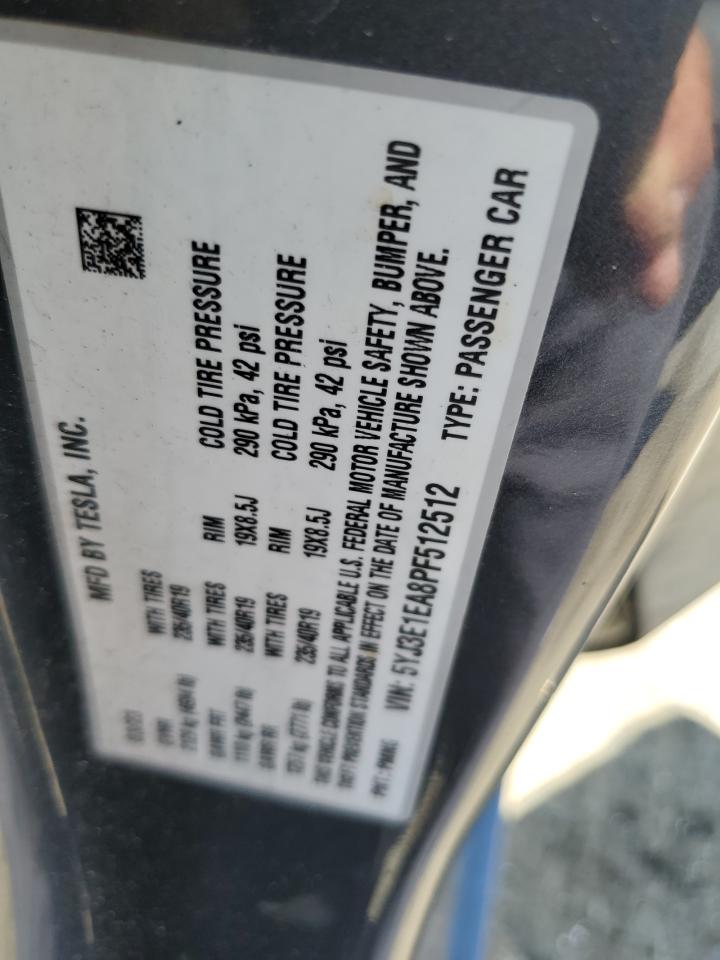 MFD BY TESLA, INC.
WITH TIRES
235/40R19
WITH TIRES RIM COLD TIRE PRESSURE
235/40R19 19X8.5J 290 kPa, 42 psi
WITH TIRES RIM COLD TIRE PRESSURE
235/40R19 19X8.5J 290 kPa, 42 psi
THIS VEHICLE CONFORMS TO ALL APPLICABLE U.S. FEDERAL MOTOR VEHICLE SAFETY, BUMPER, AND
THEFT PREVENTION STANDARDS IN EFFECT ON THE DATE OF MANUFACTURE SHOWN ABOVE.
VIN: 5YJ3E1EA8PF512512 TYPE: PASSENGER CAR